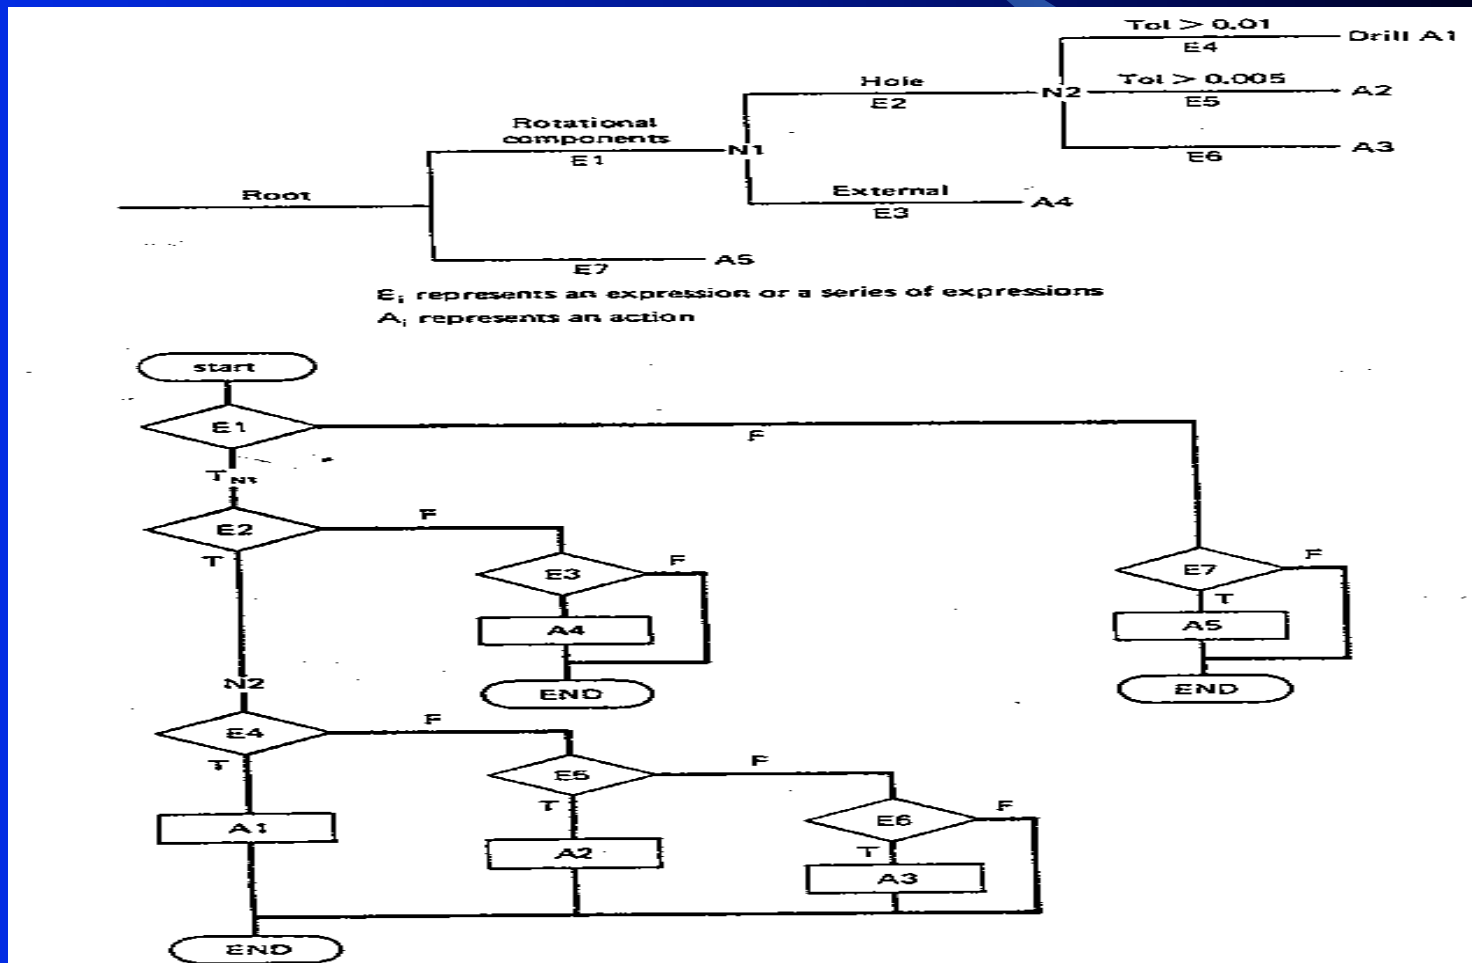 Tol > 0.01
Drill A1
E4
Hole
Tol > 0.005
N2
A2
E2
E5
Rotational
components
N1
A3
E1
E6
External
Root
A4
E3
A5
E7
Ei represents an expression or a series of expressions
Ai represents an action
start
E1
F
T N1
E2
F
T
E3
F
E7
F
T
A4
A5
N2
END
END
E4
F
T
E5
F
T
E6
F
A1
T
A2
A3
END